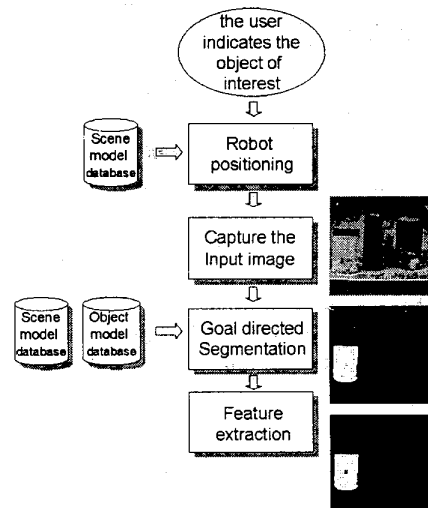 the user
indicates the
object of
interest
Scene
model
database
Robot
positioning
Capture the
Input image
Scene
model
database
Object
model
database
Goal directed
Segmentation
Feature
extraction